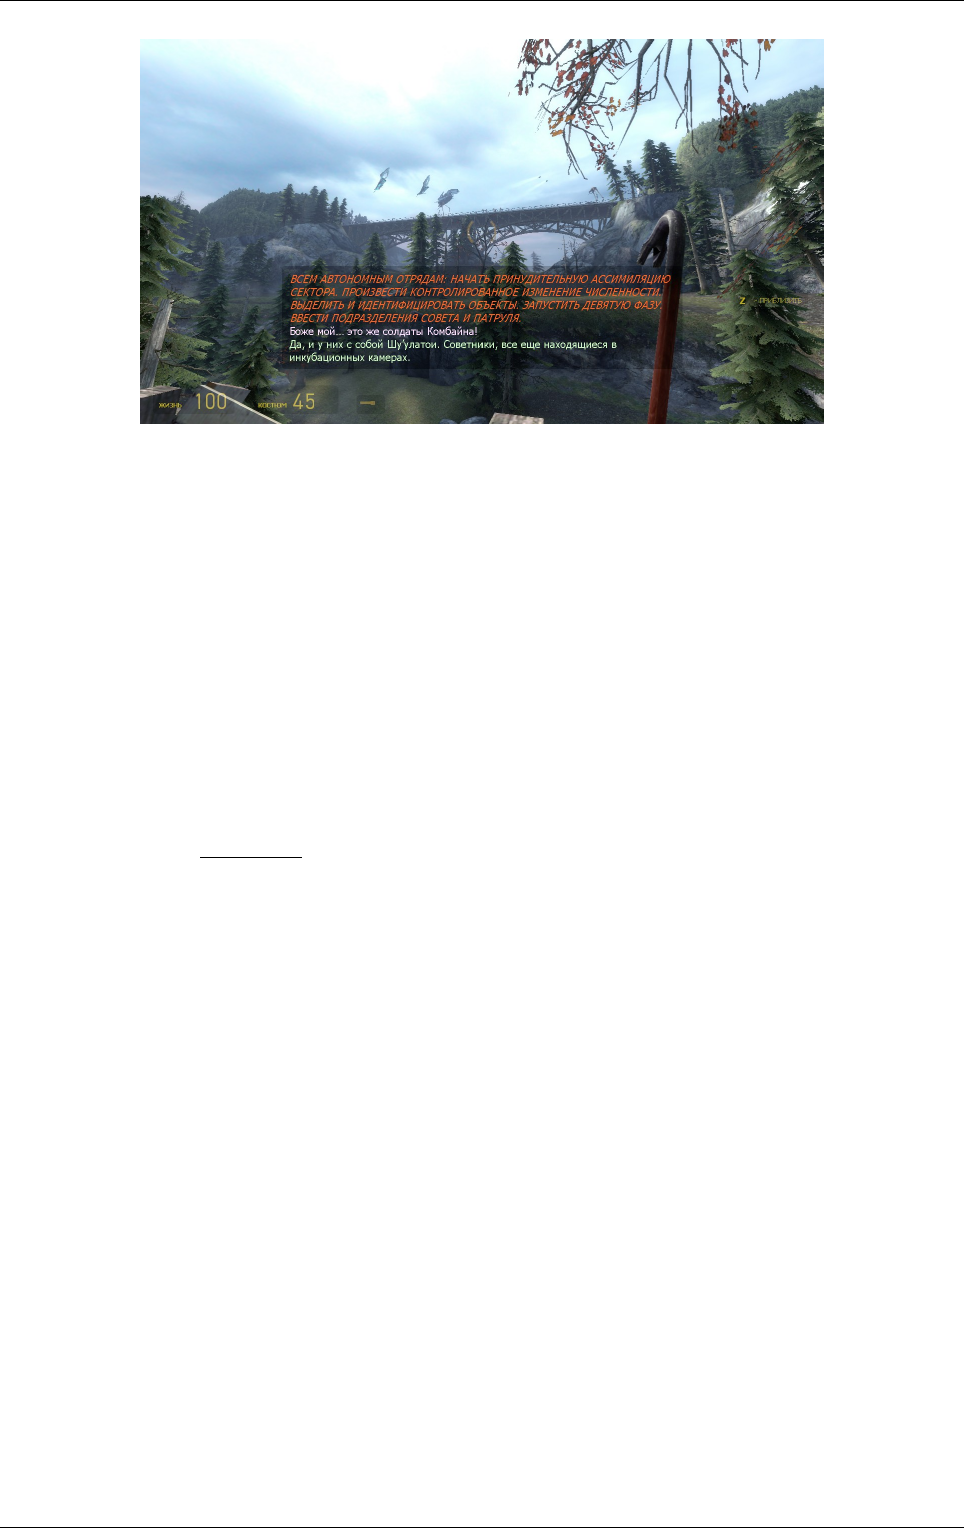 ВСЕМ АВТОНОМНЫМ ОТРЯДАМ: НАЧАТЬ ПРИНУДИТЕЛЬНУЮ АССИМИЛЯЦИЮ
СЕКТОРА. ПРОИЗВЕСТИ КОНТРОЛИРОВАННОЕ ИЗМЕНЕНИЕ ЧИСЛЕННОСТИ.
ВЫДЕЛИТЬ И ИДЕНТИФИЦИРОВАТЬ ОБЪЕКТЫ. ЗАПУСТИТЬ ДЕВЯТУЮ ФАЗУ.
ВВЕСТИ ПОДРАЗДЕЛЕНИЯ СОВЕТА И ПАТРУЛЯ.
Боже мой... это же солдаты Комбайна!
Да, и у них с собой Шу'улатои. Советники, все еще находящиеся в
инкубационных камерах.
Z ПРИБЛИЗИТЬ
ЖИЗНЬ 100 КОСТЮМ 45